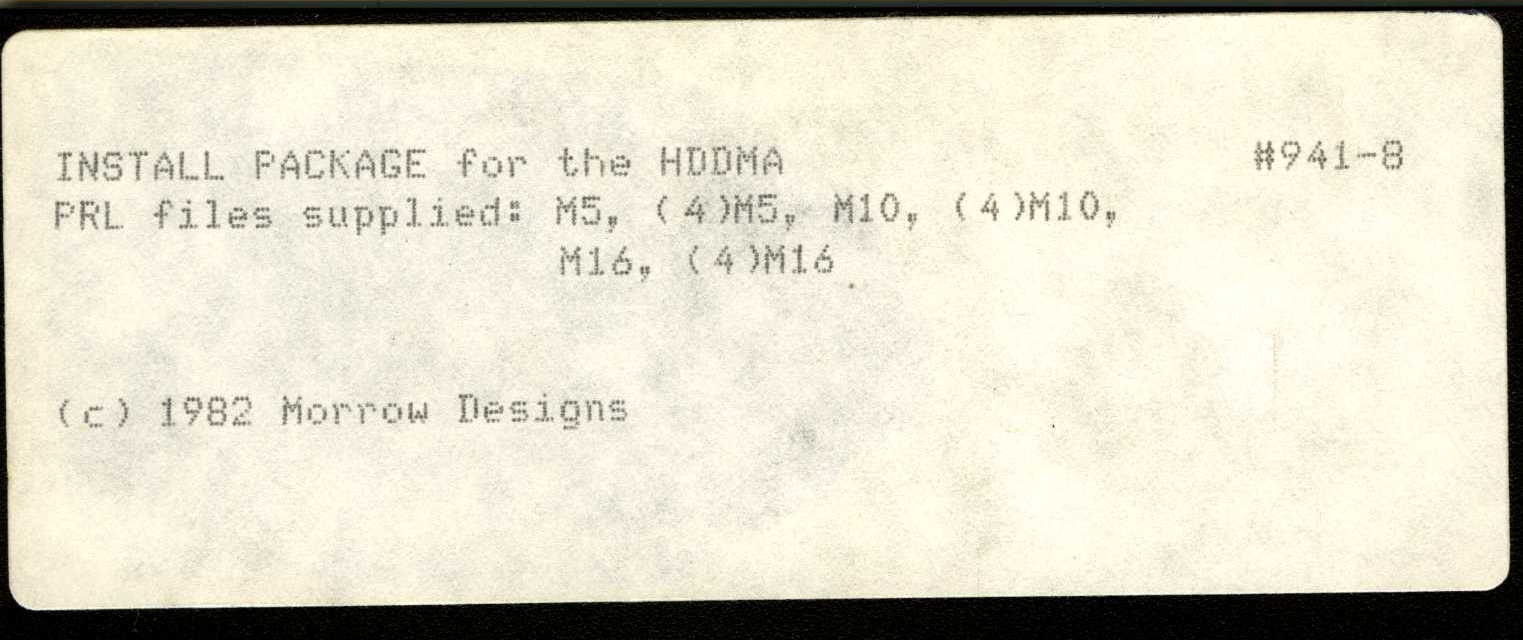 INSTALL PACKAGE for the HDDMA #941-8
PRL files supplied: M5, (4)M5, M10, (4)M10,
M16, (4)M16
(c) 1982 Morrow Designs